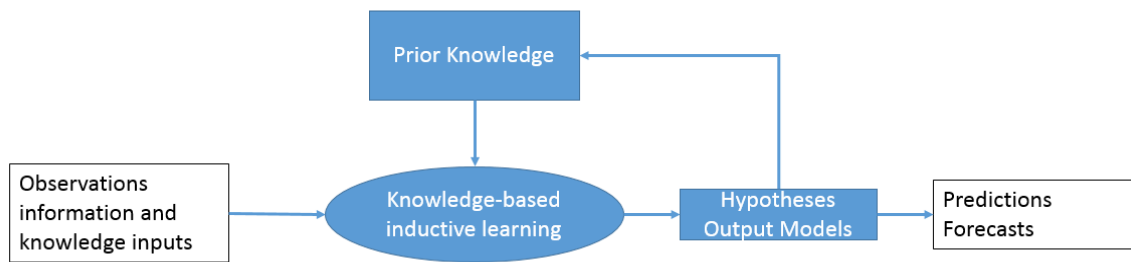 Prior Knowledge
Observations
information and
knowledge inputs
Knowledge-based
inductive learning
Hypotheses
Output Models
Predictions
Forecasts